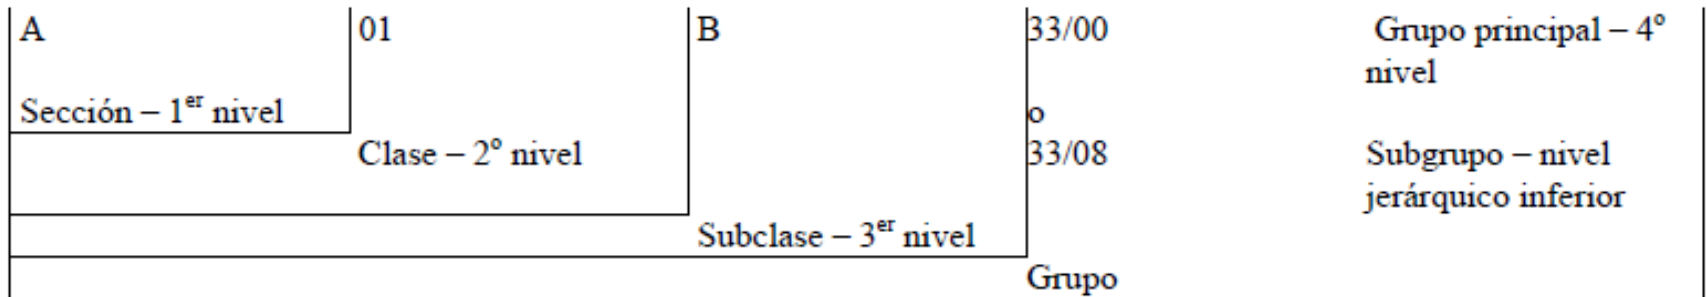 A 01 B 33/00 Grupo principal – 4º
nivel
Sección – 1er nivel o
Clase – 2º nivel 33/08 Subgrupo – nivel
jerárquico inferior
Subclase – 3er nivel
Grupo